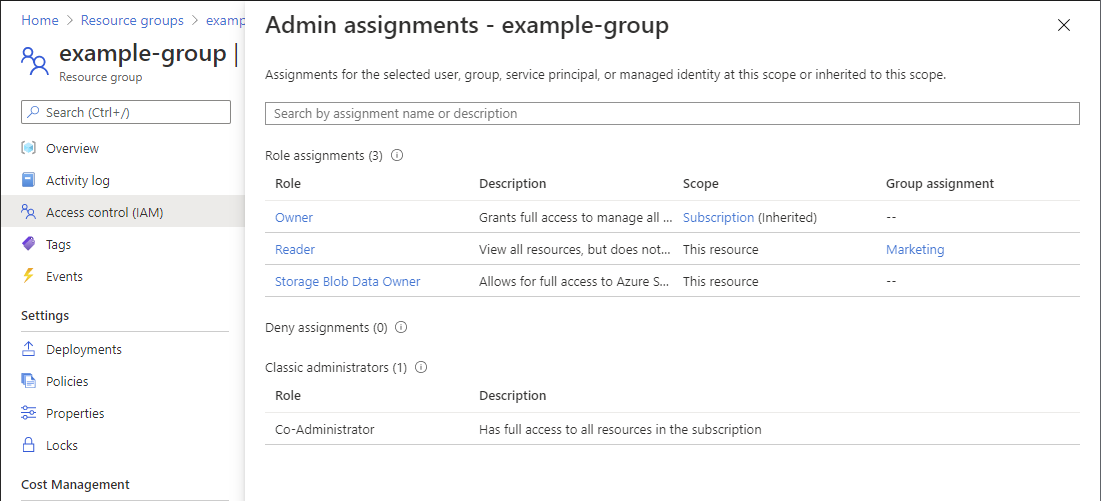 Home > Resource groups > examp
example-group |
Resource group
Search (Ctrl+/)
Overview
Activity log
Access control (IAM)
Tags
Events
Settings
Deployments
Policies
Properties
Locks
Cost Management
Admin assignments - example-group
Assignments for the selected user, group, service principal, or managed identity at this scope or inherited to this scope.
Search by assignment name or description
Role assignments (3)
Role Description Scope Group assignment
Owner Grants full access to manage all ... Subscription (Inherited) --
Reader View all resources, but does not... This resource Marketing
Storage Blob Data Owner Allows for full access to Azure S... This resource --
Deny assignments (0)
Classic administrators (1)
Role Description
Co-Administrator Has full access to all resources in the subscription